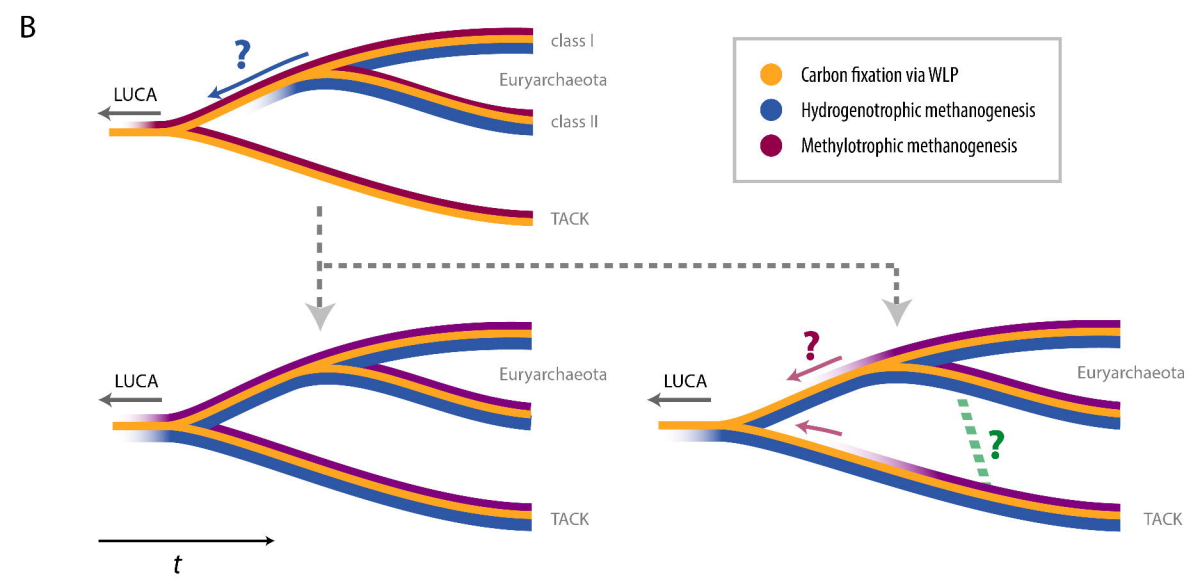 B
?
class I
Euryarchaeota
class II
LUCA
TACK
Carbon fixation via WLP
Hydrogenotrophic methanogenesis
Methylotrophic methanogenesis
LUCA
Euryarchaeota
TACK
?
LUCA
Euryarchaeota
?
TACK
t